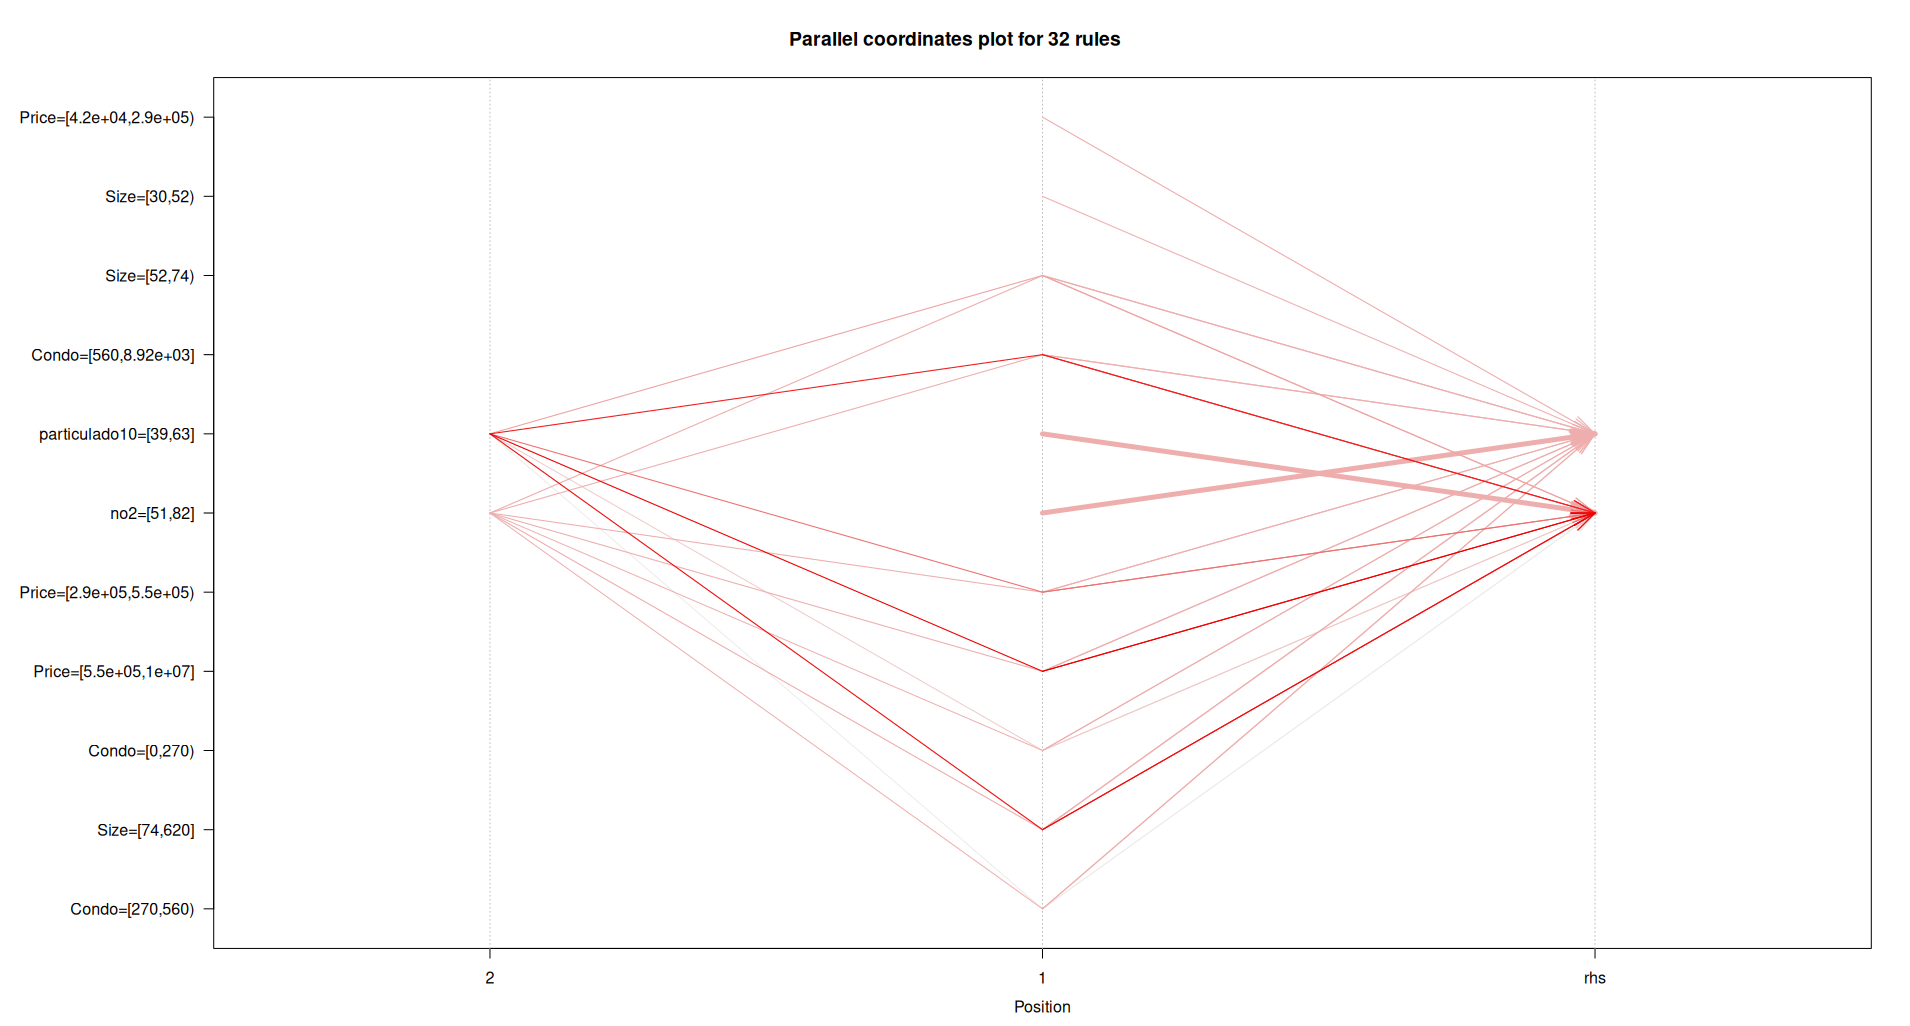 Parallel coordinates plot for 32 rules
Price=[4.2e+04,2.9e+05)
Size=[30,52)
Size=[52,74)
Condo=[560,8.92e+03]
particulado10=[39,63]
no2=[51,82]
Price=[2.9e+05,5.5e+05)
Price=[5.5e+05,1e+07]
Condo=[0,270)
Size=[74,620]
Condo=[270,560)
2 1 rhs
Position